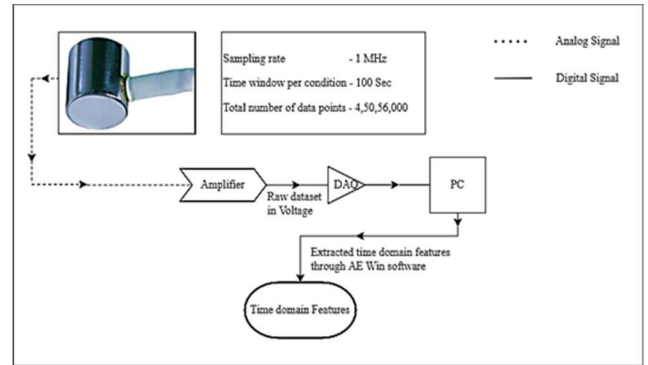 Sampling rate - 1 MHz
Time window per condition - 100 Sec
Total number of data points - 4,50,56,000
Analog Signal
Digital Signal
Amplifier
Raw dataset
in Voltage
DAQ
PC
Extracted time domain features
through AE Win software
Time domain Features